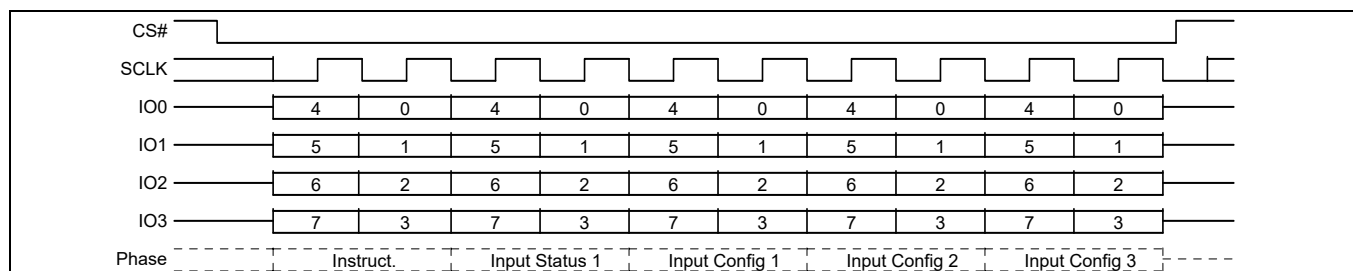 CS#
SCLK
IO0 4 0 4 0 4 0 4 0 4 0
IO1 5 1 5 1 5 1 5 1 5 1
IO2 6 2 6 2 6 2 6 2 6 2
IO3 7 3 7 3 7 3 7 3 7 3
Phase Instruct. Input Status 1 Input Config 1 Input Config 2 Input Config 3